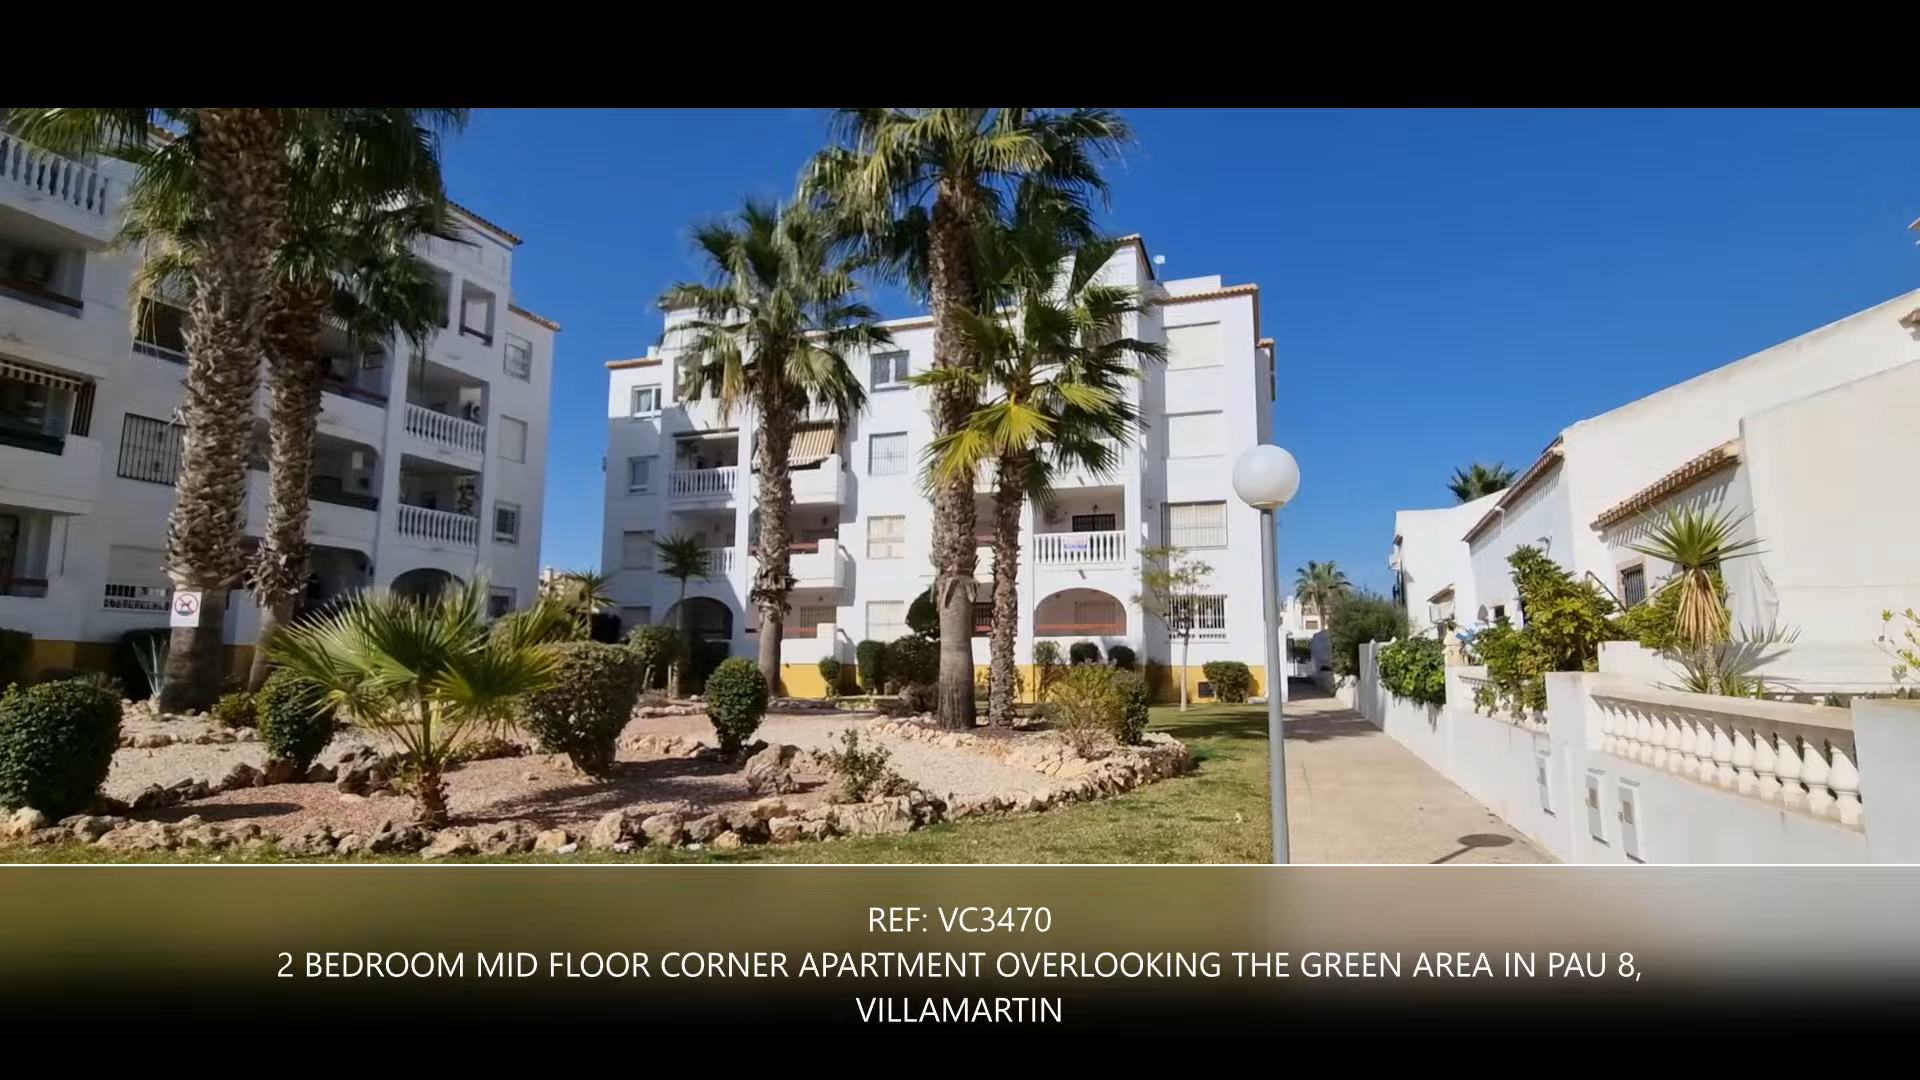 REF: VC3470
2 BEDROOM MID FLOOR CORNER APARTMENT OVERLOOKING THE GREEN AREA IN PAU 8,
VILLAMARTIN